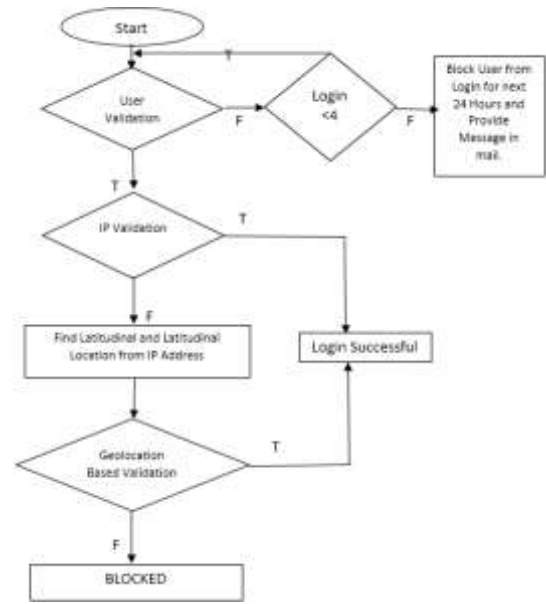 Start
T
User
Validation
F
Login
<4
F
Block User from
Login for next
24 Hours and
Provide
Message in
mail.
T
IP Validation
T
F
Find Latitudinal and Latitudinal
Location from IP Address
Login Successful
Geolocation
Based Validation
T
F
BLOCKED